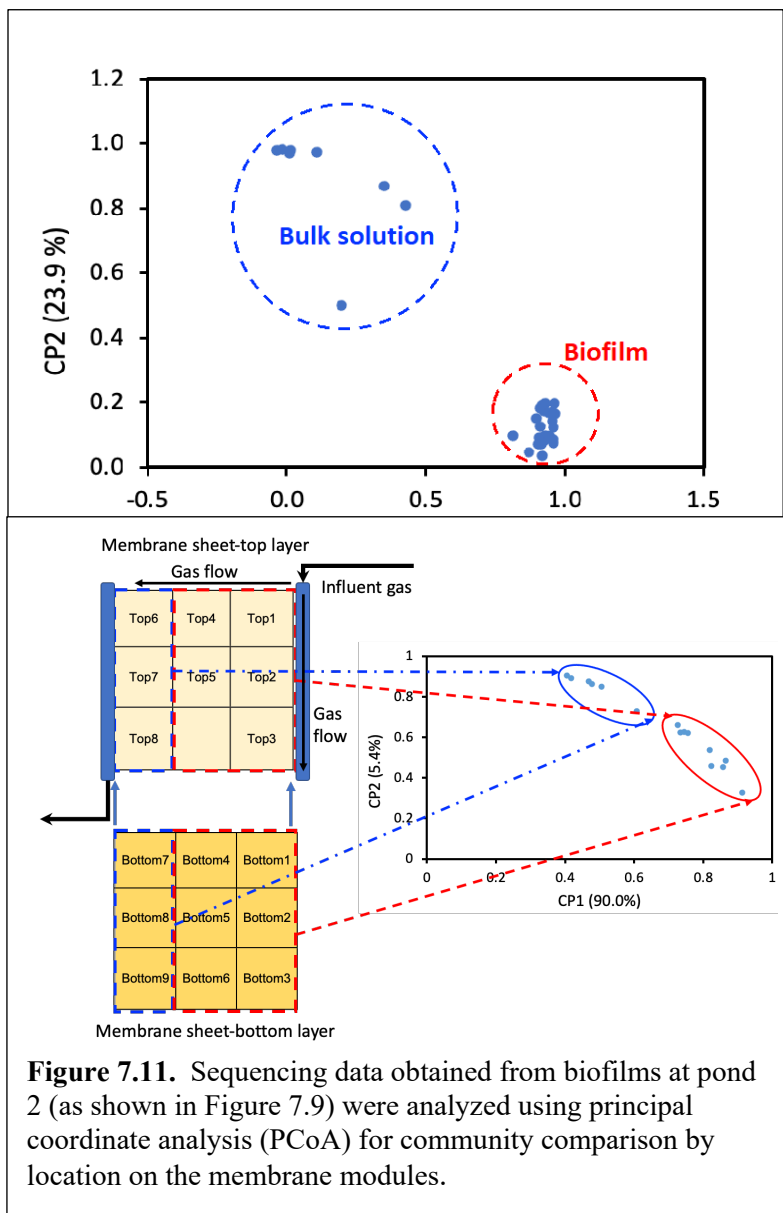 1.2
1.0
0.8
0.6
0.4
0.2
0.0
CP2 (23.9 %)
Bulk solution
Biofilm
-0.5 0.0 0.5 1.0 1.5
Membrane sheet-top layer
Gas flow
Influent gas
Top6 Top4 Top1
Top7 Top5 Top2
Top8 Top3
Gas
flow
1
0.8
0.6
0.4
0.2
0
CP2 (5.4%)
0 0.2 0.4 0.6 0.8 1
CP1 (90.0%)
Bottom7 Bottom4 Bottom1
Bottom8 Bottom5 Bottom2
Bottom9 Bottom6 Bottom3
Membrane sheet-bottom layer
Figure 7.11. Sequencing data obtained from biofilms at pond
2 (as shown in Figure 7.9) were analyzed using principal
coordinate analysis (PCoA) for community comparison by
location on the membrane modules.